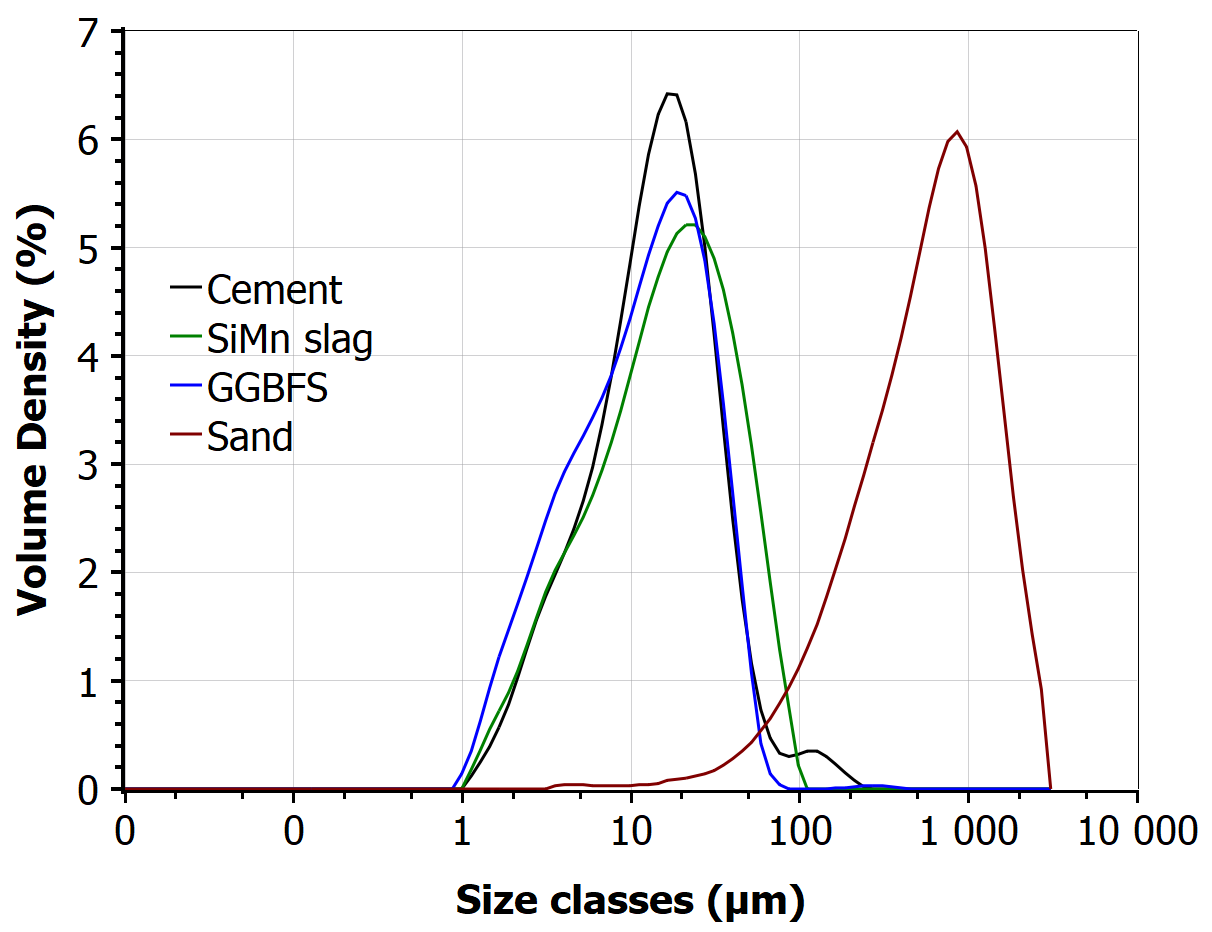 7
6
5
4
3
2
1
0
Volume Density (%)
Cement
SiMn slag
GGBFS
Sand
0 0 1 10 100 1 000 10 000
Size classes (µm)